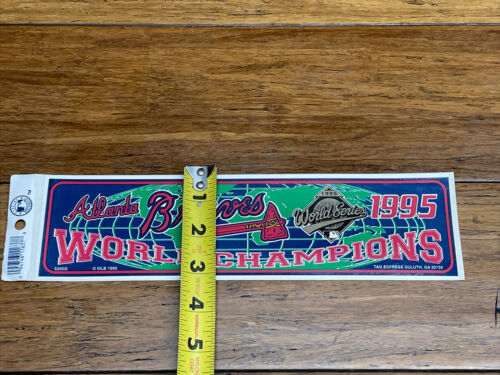 Atlanta Braves
1995
World Series
1995
WORLD CHAMPIONS
© MLB 1995
TAG EXPRESS DULUTH, GA 30136
1
2
3
4
5